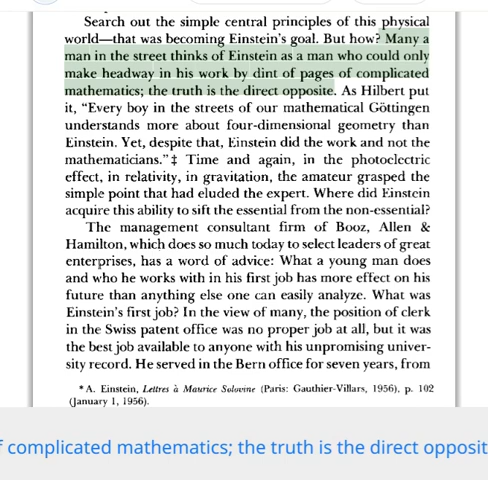 Search out the simple central principles of this physical
world—that was becoming Einstein's goal. But how? Many a
man in the street thinks of Einstein as a man who could only
make headway in his work by dint of pages of complicated
mathematics; the truth is the direct opposite. As Hilbert put
it, "Every boy in the streets of our mathematical Göttingen
understands more about four-dimensional geometry than
Einstein. Yet, despite that, Einstein did the work and not the
mathematicians."‡ Time and again, in the photoelectric
effect, in relativity, in gravitation, the amateur grasped the
simple point that had eluded the expert. Where did Einstein
acquire this ability to sift the essential from the non-essential?
The management consultant firm of Booz, Allen &
Hamilton, which does so much today to select leaders of great
enterprises, has a word of advice: What a young man does
and who he works with in his first job has more effect on his
future than anything else one can easily analyze. What was
Einstein's first job? In the view of many, the position of clerk
in the Swiss patent office was no proper job at all, but it was
the best job available to anyone with his unpromising univer-
sity record. He served in the Bern office for seven years, from
* A. Einstein, Lettres à Maurice Solovine (Paris: Gauthier-Villars, 1956), p. 102
(January 1, 1956).
f complicated mathematics; the truth is the direct opposit